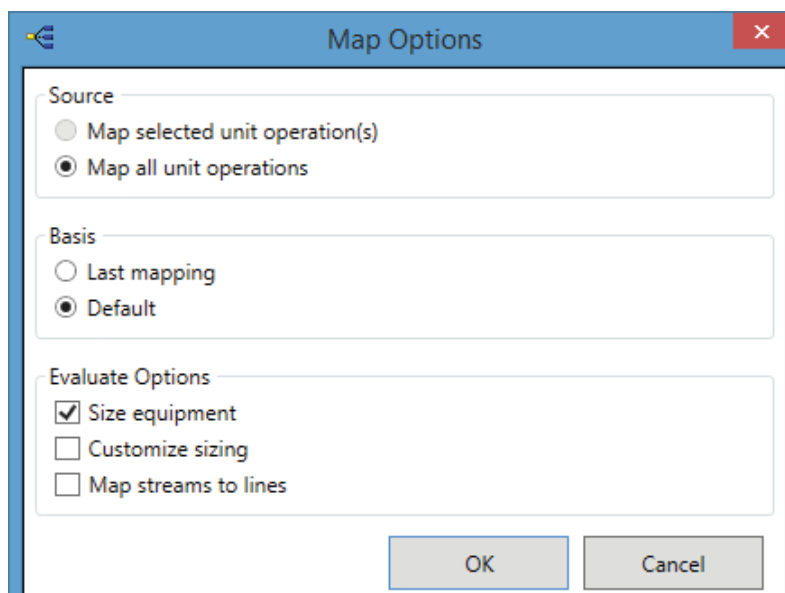 Map Options
Source
Map selected unit operation(s)
Map all unit operations
Basis
Last mapping
Default
Evaluate Options
Size equipment
Customize sizing
Map streams to lines
OK
Cancel